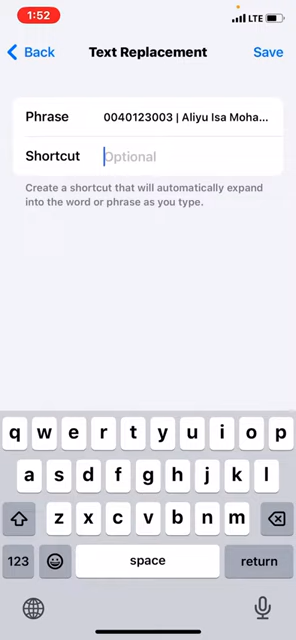 1:52
LTE
Back
Text Replacement
Save
Phrase 0040123003 | Aliyu Isa Moha...
Shortcut Optional
Create a shortcut that will automatically expand
into the word or phrase as you type.
q w e r t y u i o p
a s d f g h j k l
z x c v b n m
123 space return